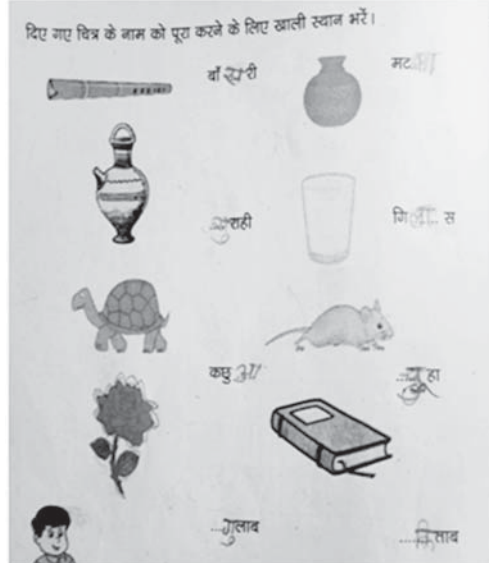 दिए गए चित्र के नाम को पूरा करने के लिए खाली स्थान भरें।
बाँसुरी मटका
सुराही गिला स
कछुआ चूहा
...गुलाब ....किताब